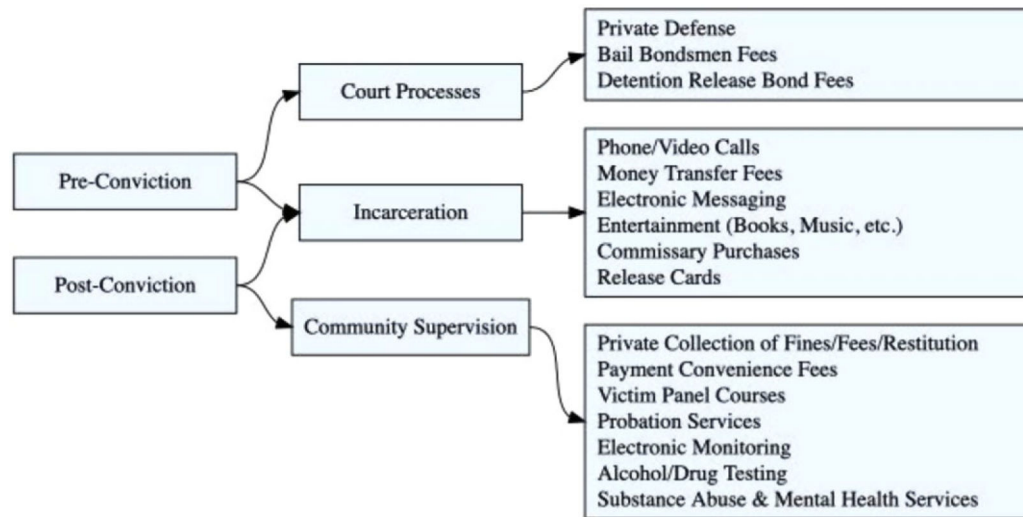 Pre-Conviction
Post-Conviction
Court Processes
Incarceration
Community Supervision
Private Defense
Bail Bondsmen Fees
Detention Release Bond Fees
Phone/Video Calls
Money Transfer Fees
Electronic Messaging
Entertainment (Books, Music, etc.)
Commissary Purchases
Release Cards
Private Collection of Fines/Fees/Restitution
Payment Convenience Fees
Victim Panel Courses
Probation Services
Electronic Monitoring
Alcohol/Drug Testing
Substance Abuse & Mental Health Services